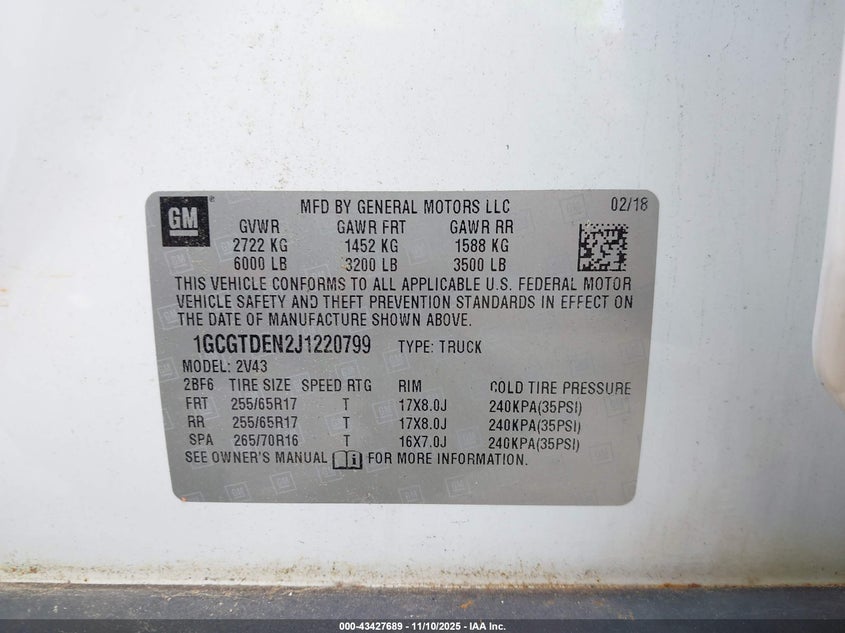 GM
MFD BY GENERAL MOTORS LLC 02/18
GVWR GAWR FRT GAWR RR
2722 KG 1452 KG 1588 KG
6000 LB 3200 LB 3500 LB
THIS VEHICLE CONFORMS TO ALL APPLICABLE U.S. FEDERAL MOTOR
VEHICLE SAFETY AND THEFT PREVENTION STANDARDS IN EFFECT ON
THE DATE OF MANUFACTURE SHOWN ABOVE.
1GCGTDEN2J1220799 TYPE: TRUCK
MODEL: 2V43
2BF6 TIRE SIZE SPEED RTG RIM COLD TIRE PRESSURE
FRT 255/65R17 T 17X8.0J 240KPA(35PSI)
RR 255/65R17 T 17X8.0J 240KPA(35PSI)
SPA 265/70R16 T 16X7.0J 240KPA(35PSI)
SEE OWNER'S MANUAL FOR MORE INFORMATION.
000-43427689 - 11/10/2025 - IAA Inc.